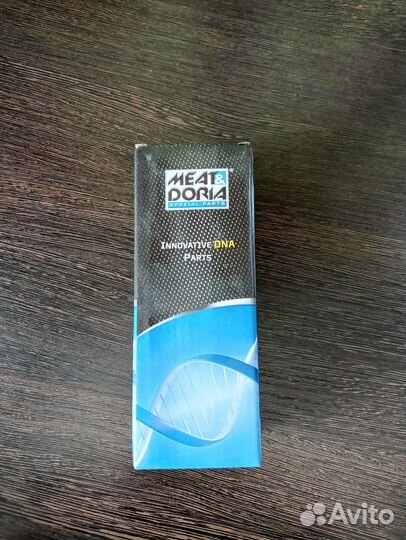 MEAT&
DORIA
SPECIAL PARTS
INNOVATIVE DNA
PARTS
Avito